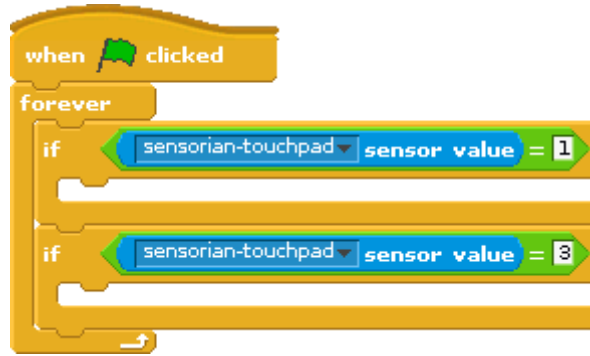 when clicked
forever
if sensorian-touchpad sensor value = 1
if sensorian-touchpad sensor value = 3